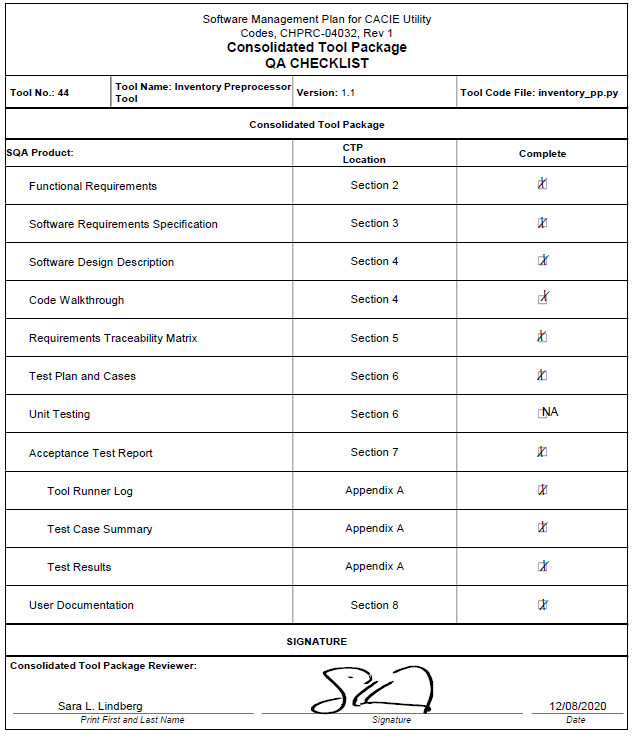 Software Management Plan for CACIE Utility
Codes, CHPRC-04032, Rev 1
Consolidated Tool Package
QA CHECKLIST
Tool No.: 44
Tool Name: Inventory Preprocessor
Tool
Version: 1.1
Tool Code File: inventory_pp.py
Consolidated Tool Package
SQA Product:
CTP
Location
Complete
Functional Requirements Section 2
Software Requirements Specification Section 3
Software Design Description Section 4
Code Walkthrough Section 4
Requirements Traceability Matrix Section 5
Test Plan and Cases Section 6
Unit Testing Section 6 NA
Acceptance Test Report Section 7
Tool Runner Log Appendix A
Test Case Summary Appendix A
Test Results Appendix A
User Documentation Section 8
SIGNATURE
Consolidated Tool Package Reviewer:
Sara L. Lindberg 12/08/2020
Print First and Last Name Signature Date